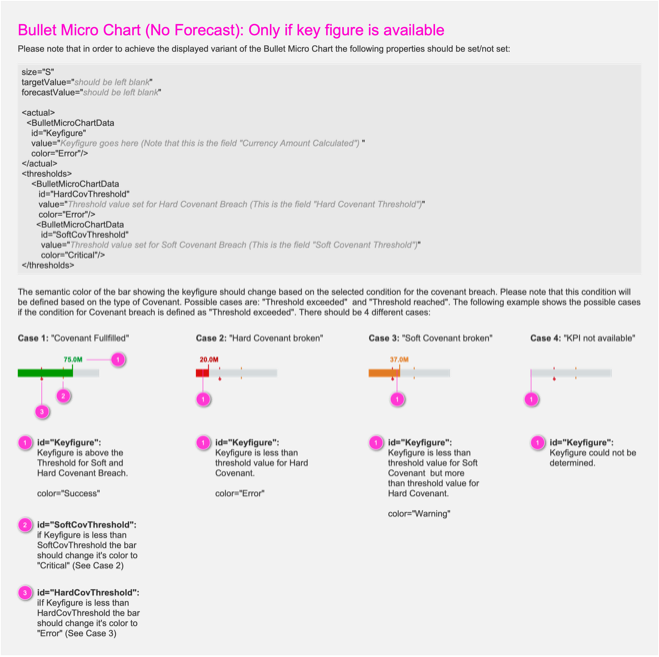 Bullet Micro Chart (No Forecast): Only if key figure is available
Please note that in order to achieve the displayed variant of the Bullet Micro Chart the following properties should be set/not set:
size="S"
targetValue="should be left blank"
forecastValue="should be left blank"
<actual>
<BulletMicroChartData
id="Keyfigure"
value="Keyfigure goes here (Note that this is the field "Currency Amount Calculated") "
color="Error"/>
</actual>
<thresholds>
<BulletMicroChartData
id="HardCovThreshold"
value="Threshold value set for Hard Covenant Breach (This is the field "Hard Covenant Threshold")"
color="Error"/>
<BulletMicroChartData
id="SoftCovThreshold"
value="Threshold value set for Soft Covenant Breach (This is the field "Soft Covenant Threshold")"
color="Critical"/>
</thresholds>
The semantic color of the bar showing the keyfigure should change based on the selected condition for the covenant breach. Please note that this condition will
be defined based on the type of Covenant. Possible cases are: "Threshold exceeded" and "Threshold reached". The following example shows the possible cases
if the condition for Covenant breach is defined as "Threshold exceeded". There should be 4 different cases:
Case 1: "Covenant Fullfilled"
75.0M
1
2
3
1 id="Keyfigure":
Keyfigure is above the
Threshold for Soft and
Hard Covenant Breach.
color="Success"
2 id="SoftCovThreshold":
if Keyfigure is less than
SoftCovThreshold the bar
should change it's color to
"Critical" (See Case 2)
3 id="HardCovThreshold":
iIf Keyfigure is less than
HardCovThreshold the bar
should change it's color to
"Error" (See Case 3)
Case 2: "Hard Covenant broken"
20.0M
1
1 id="Keyfigure":
Keyfigure is less than
threshold value for Hard
Covenant.
color="Error"
Case 3: "Soft Covenant broken"
37.0M
1
1 id="Keyfigure":
Keyfigure is less than
threshold value for Soft
Covenant but more
than threshold value for
Hard Covenant.
color="Warning"
Case 4: "KPI not available"
1
1 id="Keyfigure":
Keyfigure could not be
determined.